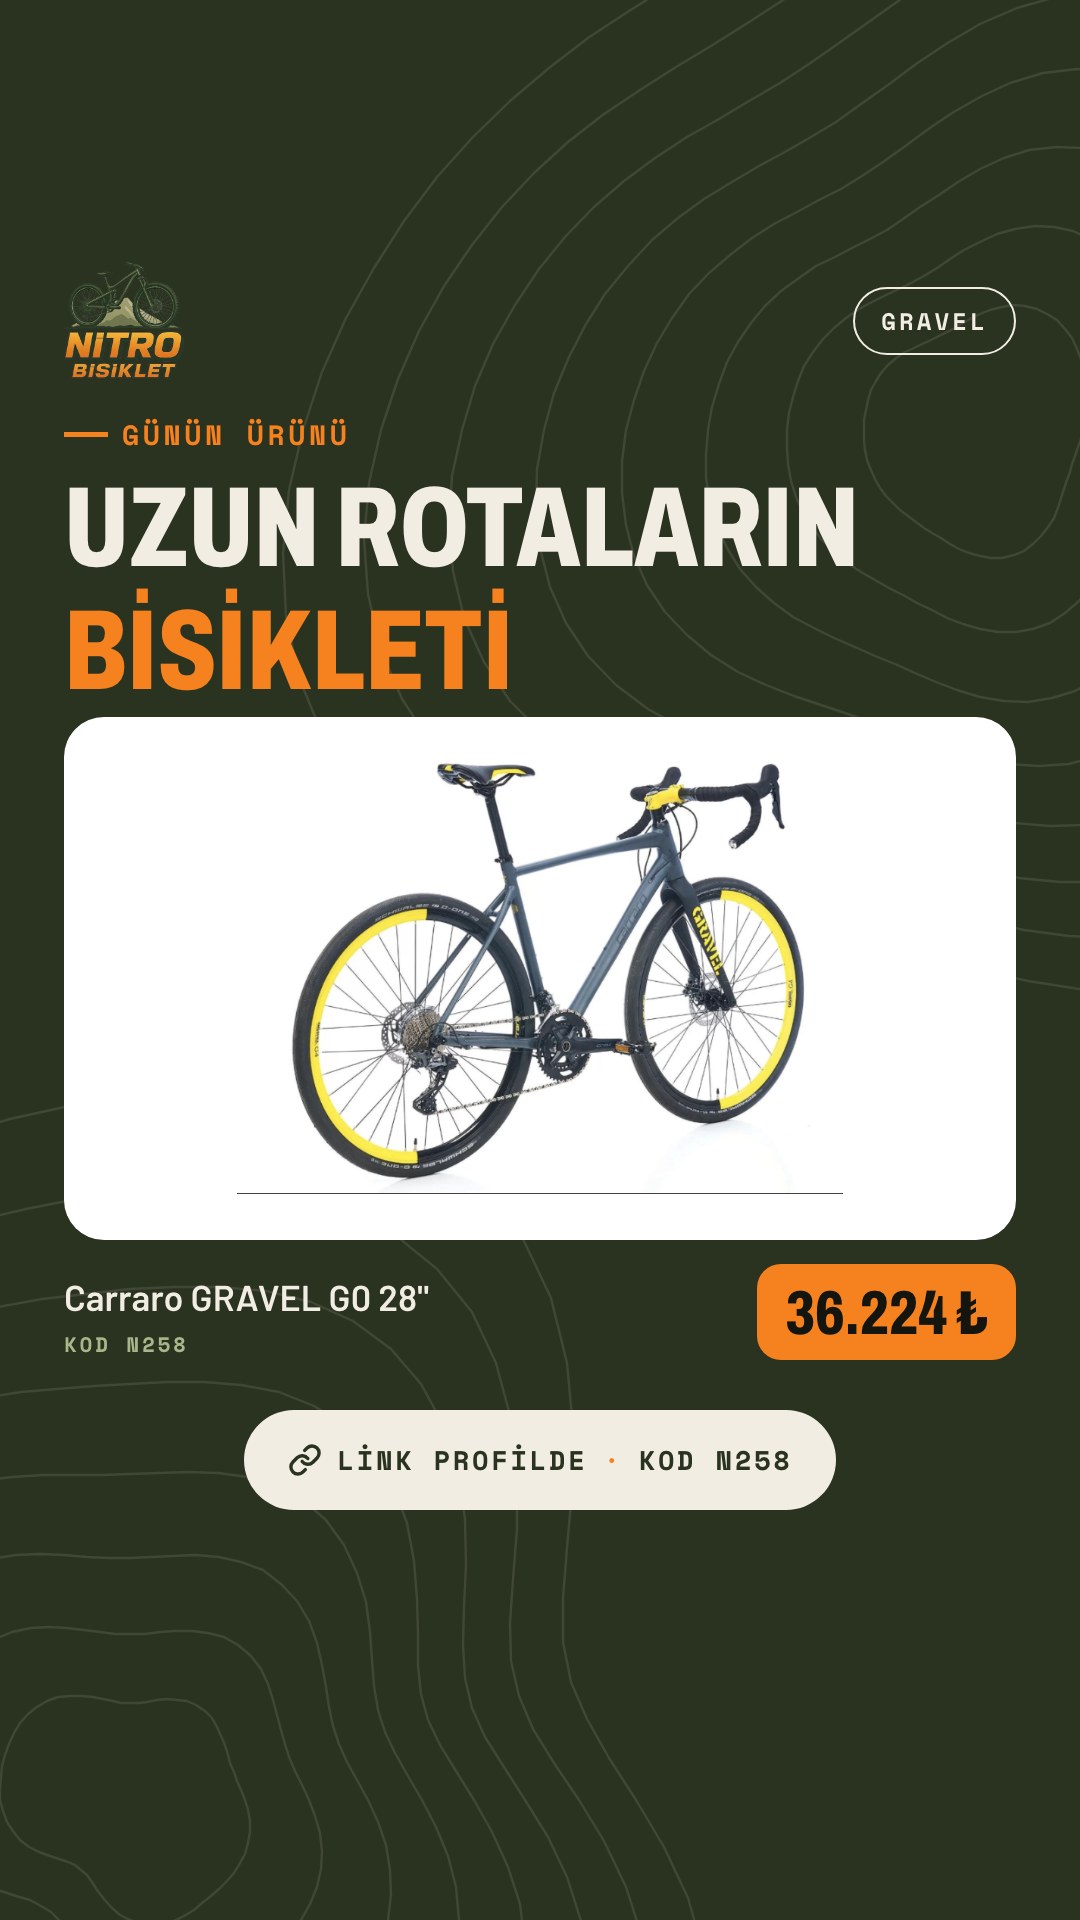 NiTRO
BiSiKLET
GRAVEL
GÜNÜN ÜRÜNÜ
UZUN ROTALARIN
BİSİKLETİ
GRAVEL
Carraro GRAVEL GO 28"
KOD N258
36.224 ₺
LİNK PROFİLDE · KOD N258